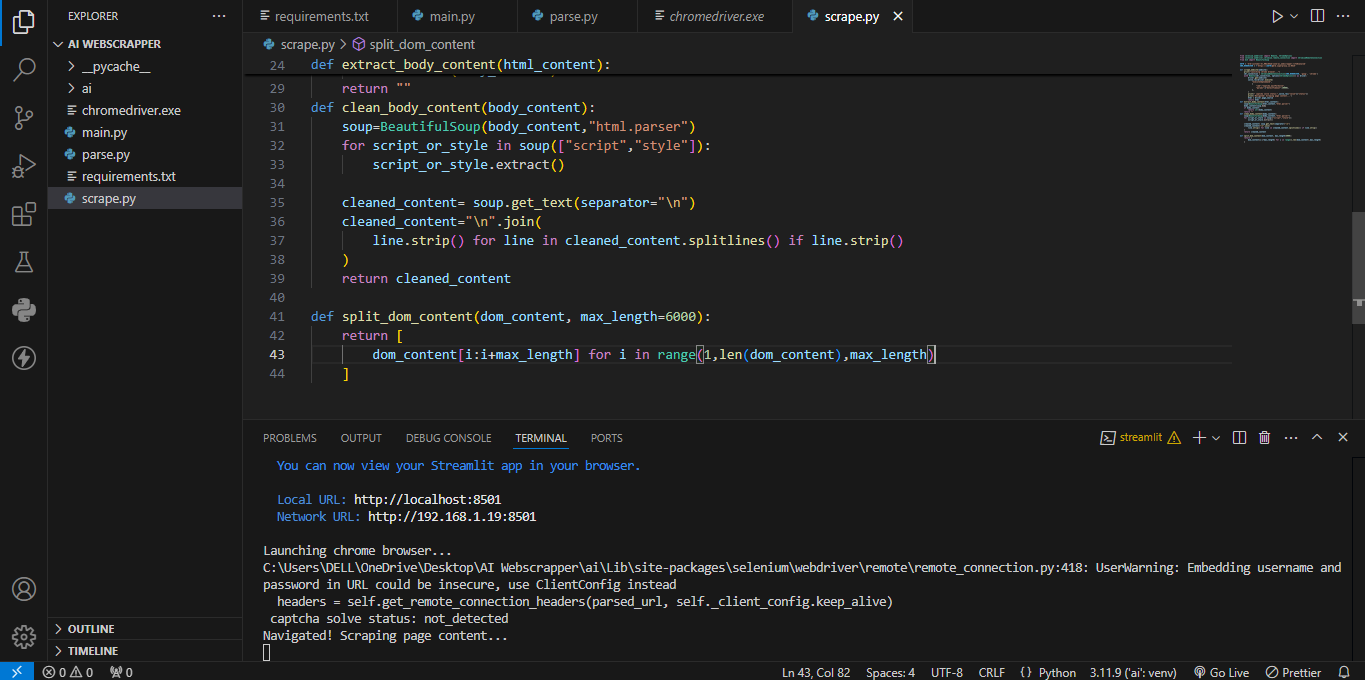 EXPLORER
requirements.txt main.py parse.py chromedriver.exe scrape.py
AI WEBSCRAPPER
__pycache__
ai
chromedriver.exe
main.py
parse.py
requirements.txt
scrape.py
OUTLINE
TIMELINE
scrape.py > split_dom_content
24 def extract_body_content(html_content):
29 return ""
30 def clean_body_content(body_content):
31 soup=BeautifulSoup(body_content,"html.parser")
32 for script_or_style in soup(["script","style"]):
33 script_or_style.extract()
34
35 cleaned_content= soup.get_text(separator="\n")
36 cleaned_content="\n".join(
37 line.strip() for line in cleaned_content.splitlines() if line.strip()
38 )
39 return cleaned_content
40
41 def split_dom_content(dom_content, max_length=6000):
42 return [
43 dom_content[i:i+max_length] for i in range(1,len(dom_content),max_length)
44 ]
PROBLEMS OUTPUT DEBUG CONSOLE TERMINAL PORTS
streamlit
You can now view your Streamlit app in your browser.
Local URL: http://localhost:8501
Network URL: http://192.168.1.19:8501
Launching chrome browser...
C:\Users\DELL\OneDrive\Desktop\AI Webscrapper\ai\Lib\site-packages\selenium\webdriver\remote\remote_connection.py:418: UserWarning: Embedding username and
password in URL could be insecure, use ClientConfig instead
headers = self.get_remote_connection_headers(parsed_url, self._client_config.keep_alive)
captcha solve status: not_detected
Navigated! Scraping page content...
0 0 0 Ln 43, Col 82 Spaces: 4 UTF-8 CRLF { } Python 3.11.9 ('ai': venv) Go Live Prettier